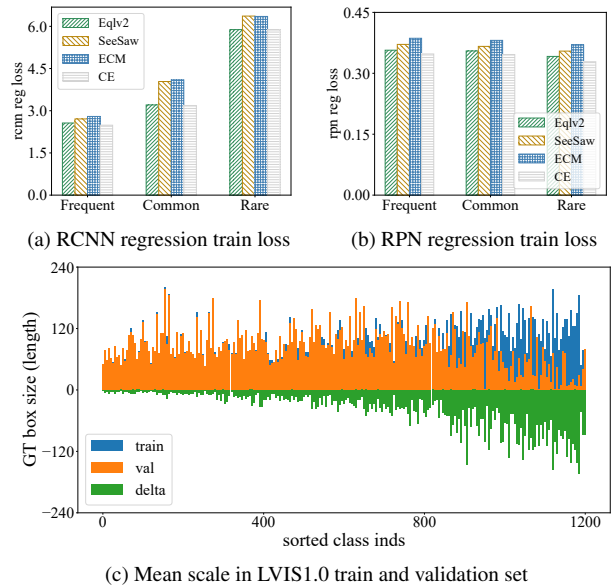 Eqlv2
SeeSaw
ECM
CE
6.0
4.5
3.0
1.5
0.0
rcnn reg loss
Frequent Common Rare
(a) RCNN regression train loss
0.45
0.30
0.15
0.00
rpn reg loss
Eqlv2
SeeSaw
ECM
CE
Frequent Common Rare
(b) RPN regression train loss
240
120
0
−120
−240
GT box size (length)
train
val
delta
0 400 800 1200
sorted class inds
(c) Mean scale in LVIS1.0 train and validation set